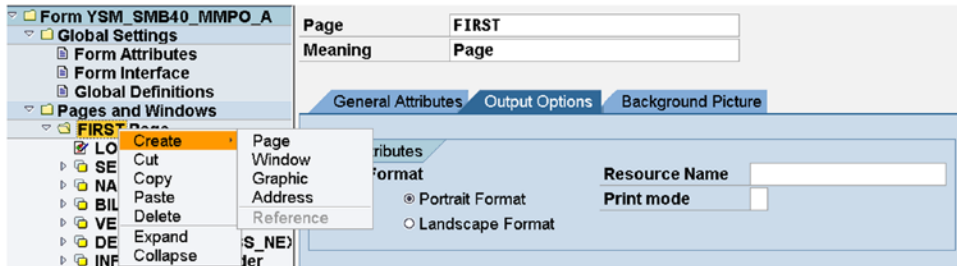 Form YSM_SMB40_MMPO_A
Global Settings
Form Attributes
Form Interface
Global Definitions
Pages and Windows
FIRST Page
LO
SE
NA
BIL
VE
DE
INF
SS_NEX
der
Create
Cut
Copy
Paste
Delete
Expand
Collapse
Page
Window
Graphic
Address
Reference
Page FIRST
Meaning Page
General Attributes Output Options Background Picture
ributes
Format
Portrait Format
Landscape Format
Resource Name
Print mode